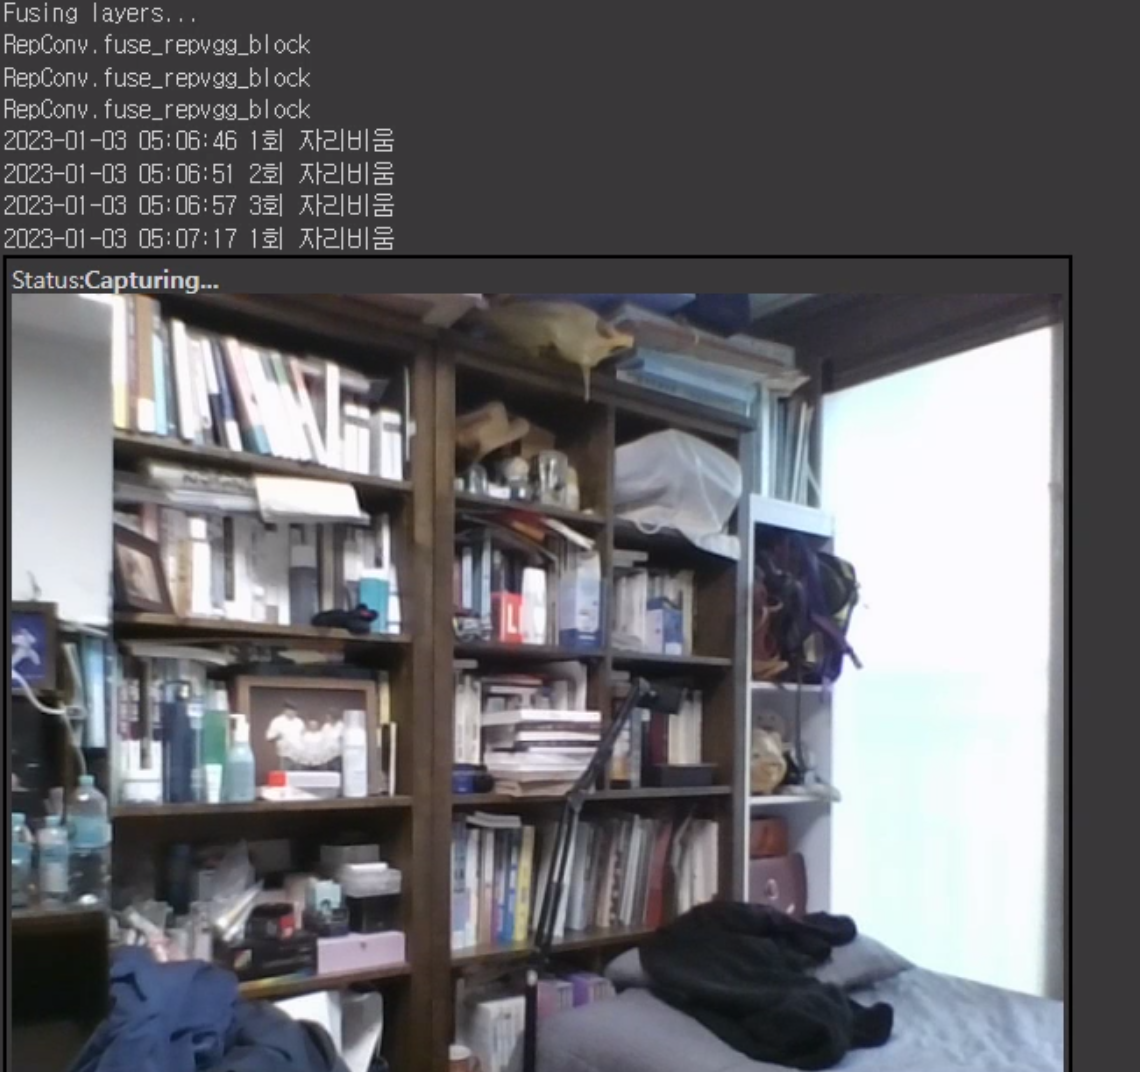 Fusing layers...
RepConv.fuse_repvgg_block
RepConv.fuse_repvgg_block
RepConv.fuse_repvgg_block
2023-01-03 05:06:46 1회 자리비움
2023-01-03 05:06:51 2회 자리비움
2023-01-03 05:06:57 3회 자리비움
2023-01-03 05:07:17 1회 자리비움
Status:Capturing...